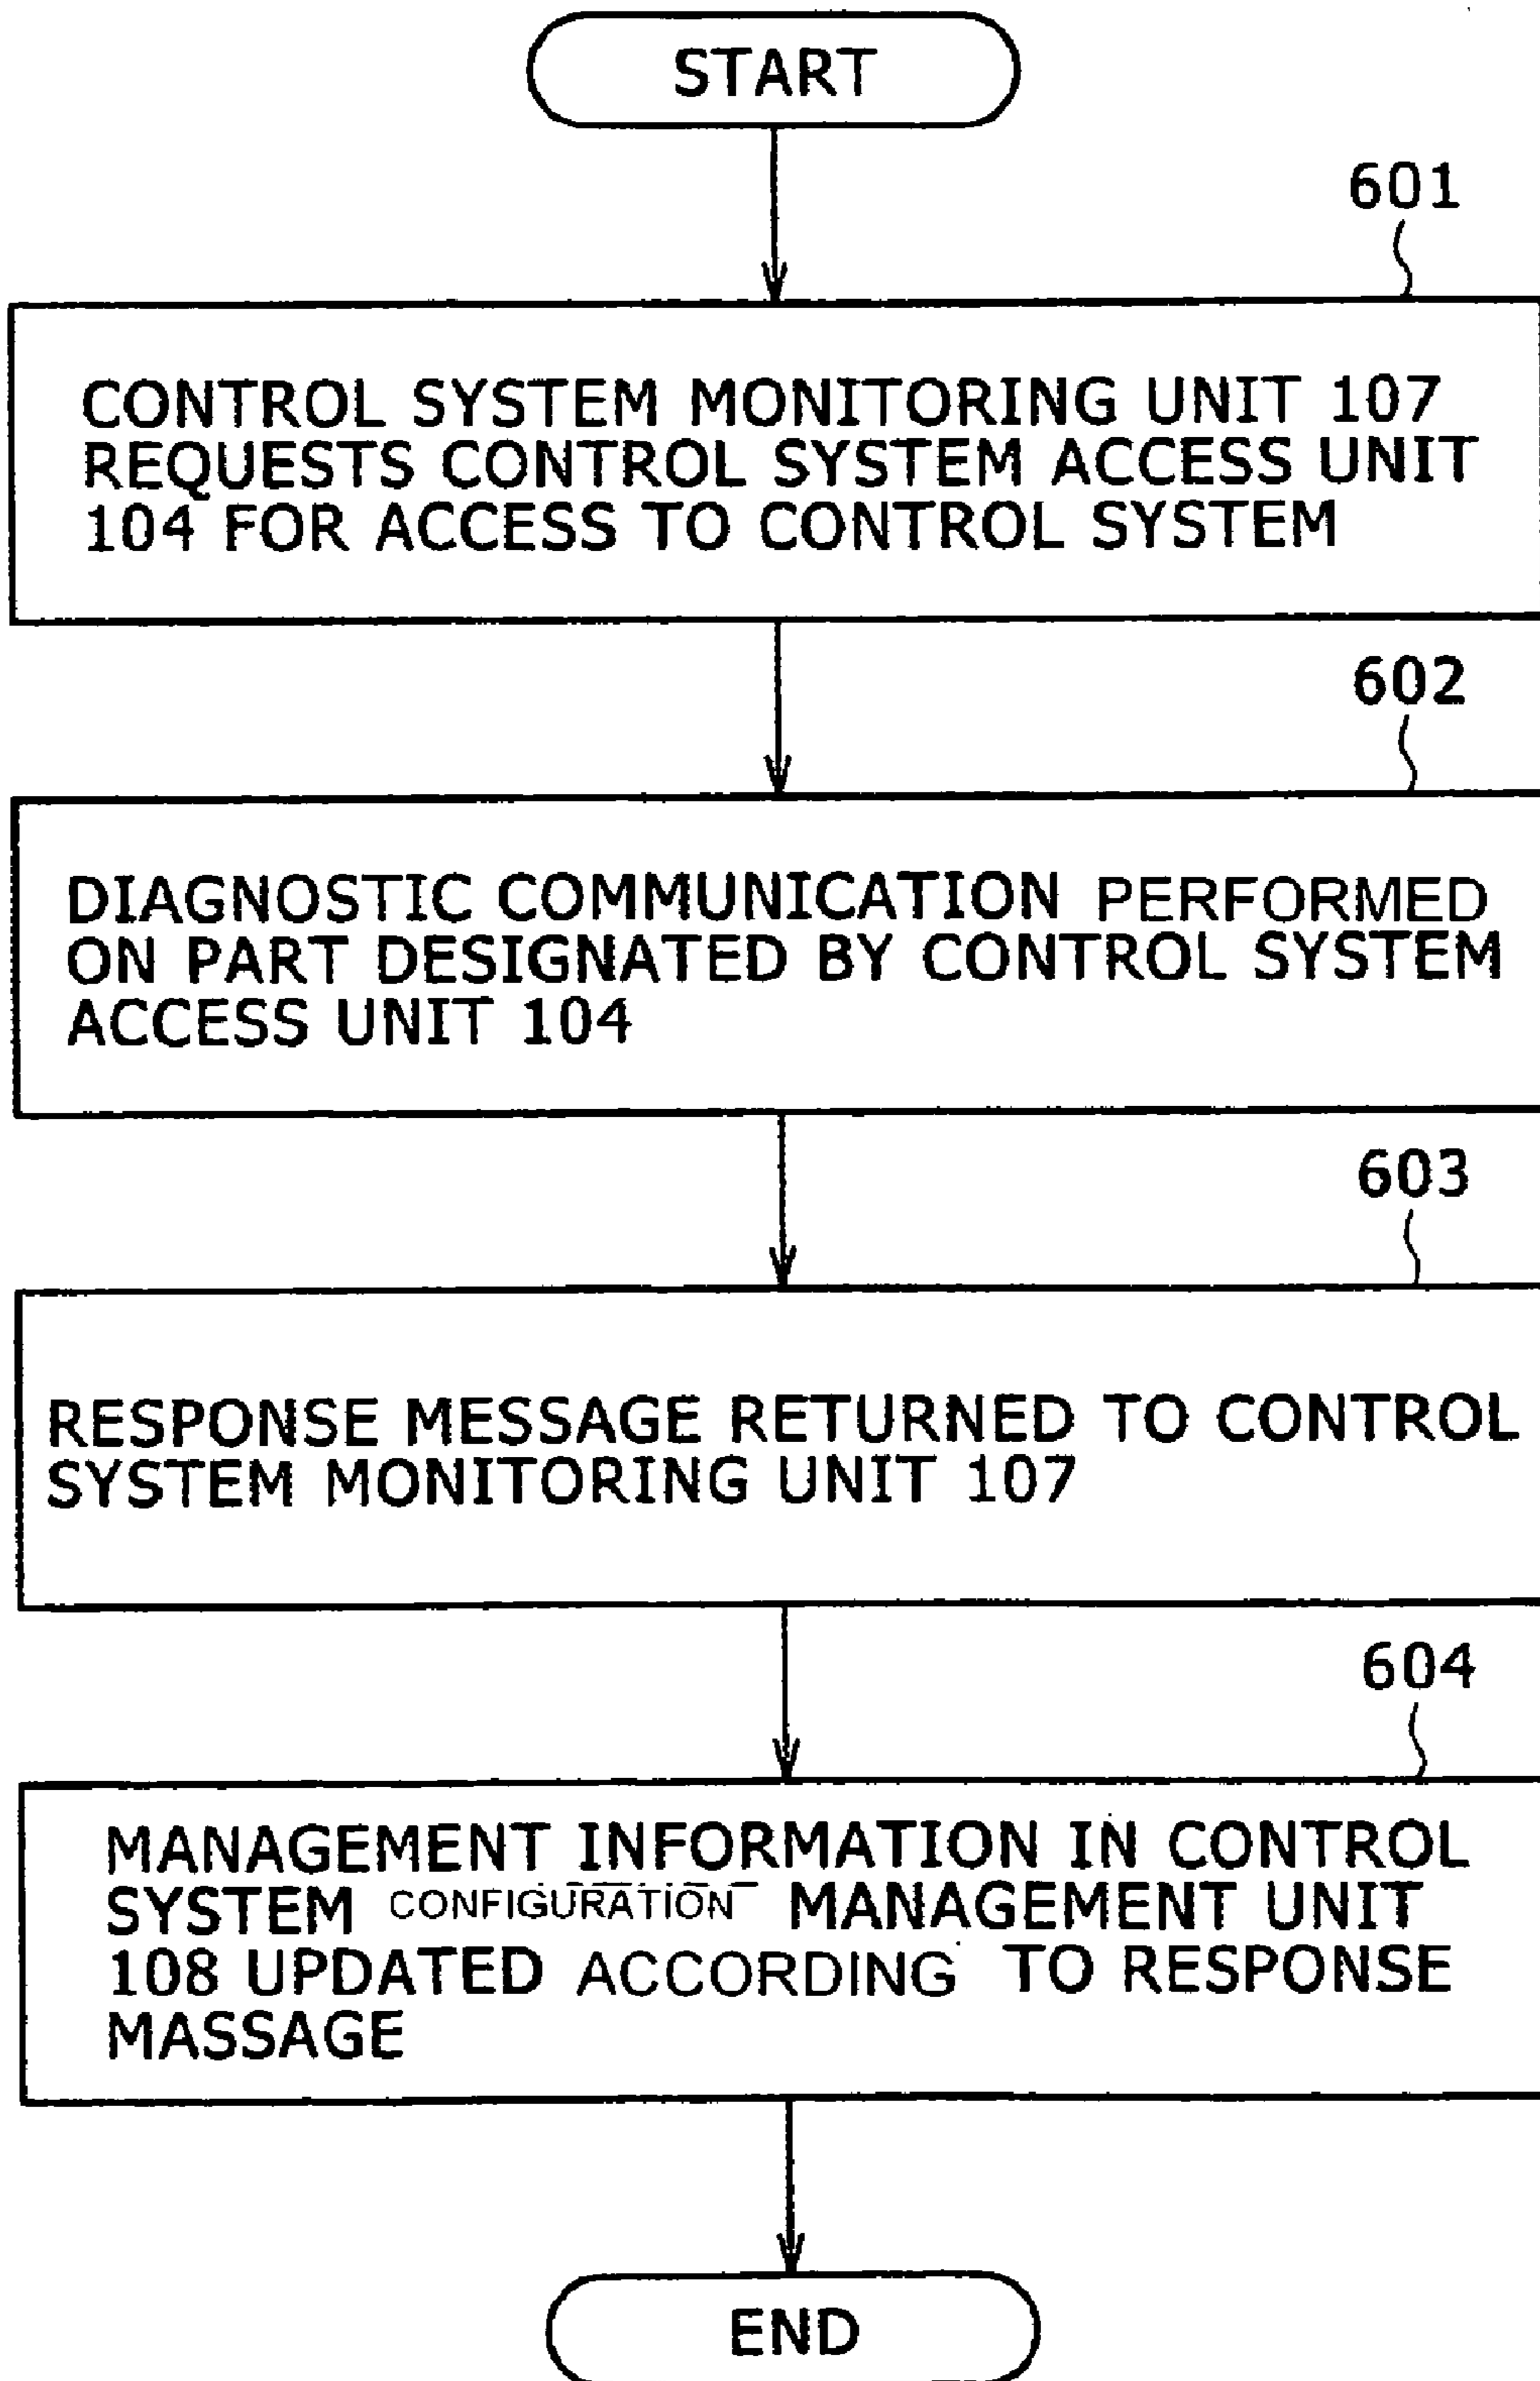 START
601
CONTROL SYSTEM MONITORING UNIT 107
REQUESTS CONTROL SYSTEM ACCESS UNIT
104 FOR ACCESS TO CONTROL SYSTEM
602
DIAGNOSTIC COMMUNICATION PERFORMED
ON PART DESIGNATED BY CONTROL SYSTEM
ACCESS UNIT 104
603
RESPONSE MESSAGE RETURNED TO CONTROL
SYSTEM MONITORING UNIT 107
604
MANAGEMENT INFORMATION IN CONTROL
SYSTEM CONFIGURATION MANAGEMENT UNIT
108 UPDATED ACCORDING TO RESPONSE
MASSAGE
END